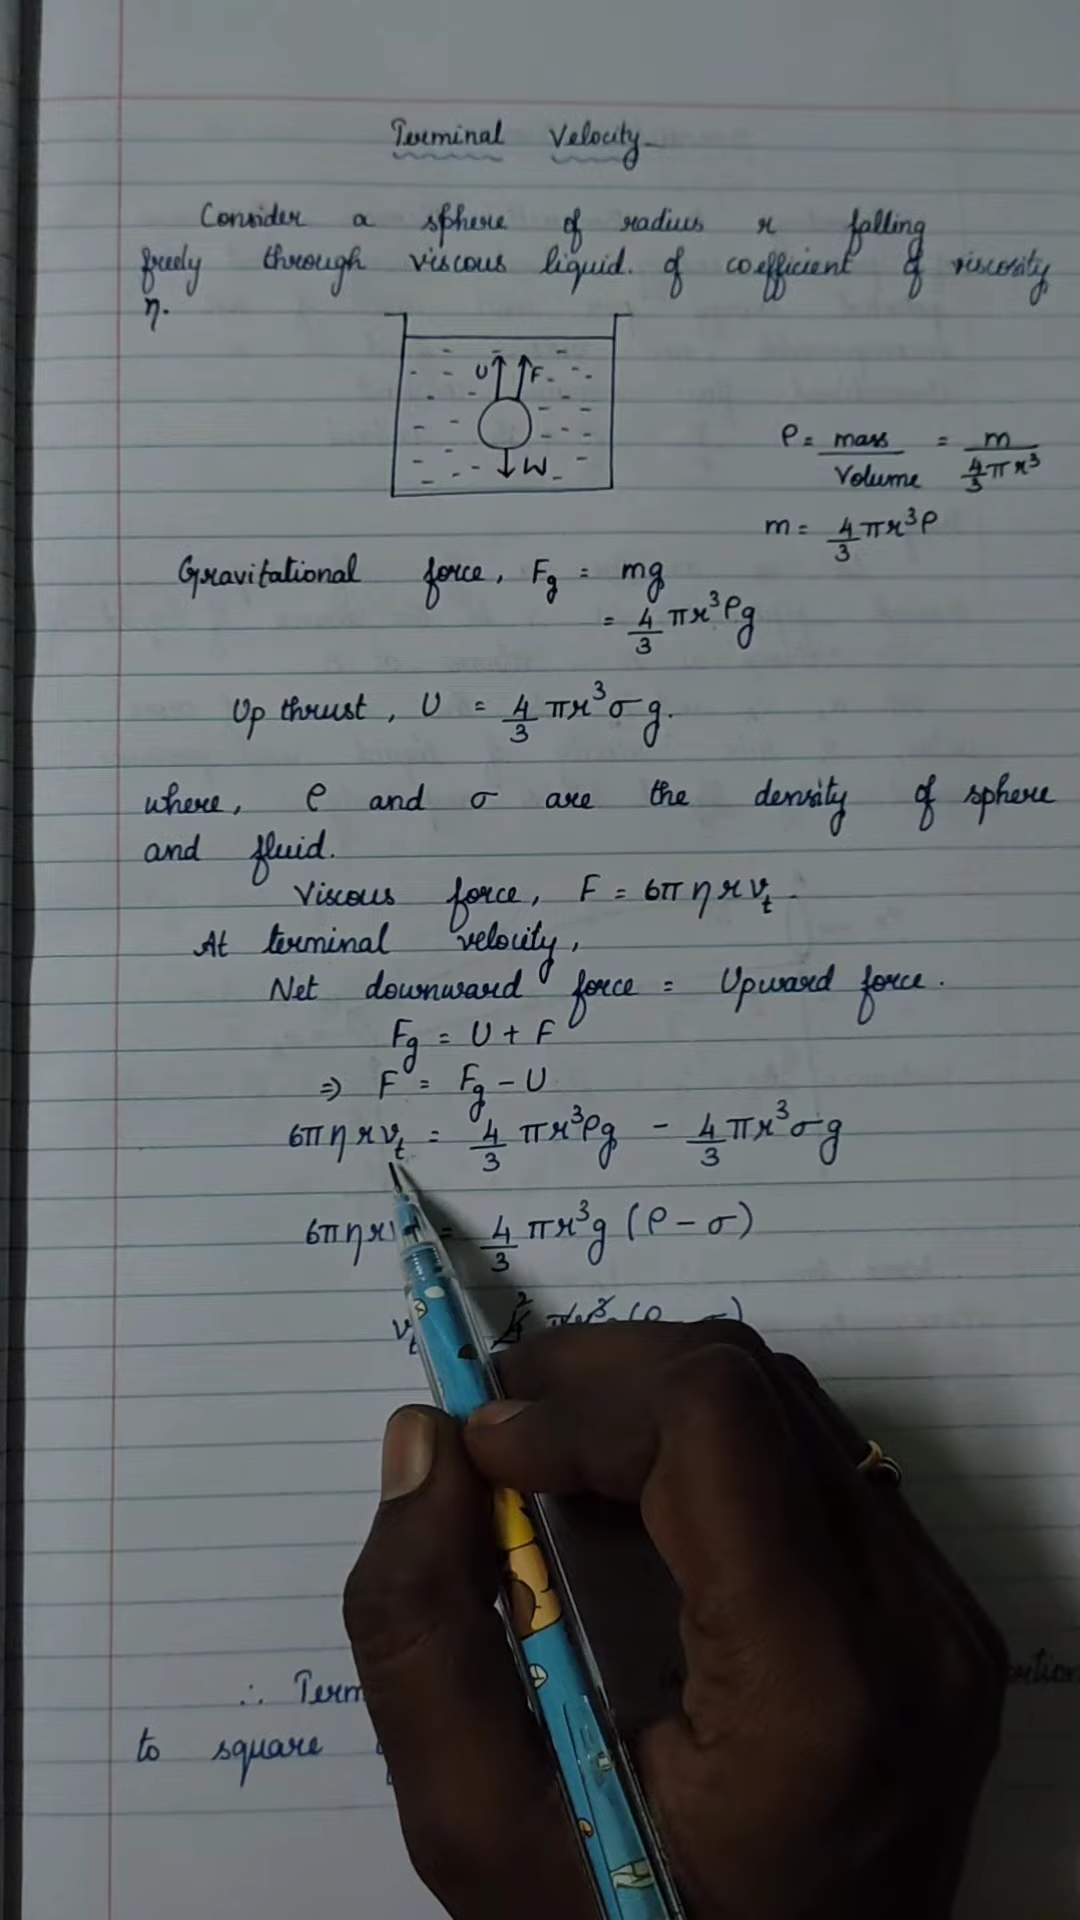 Terminal Velocity
Consider a sphere of radius r falling
freely through viscous liquid. of coefficient of viscosity
η.
U F
W
ρ = mass / Volume = m / 4/3 πr³
m = 4/3 πr³ρ
Gravitational force, Fg = mg
= 4/3 πr³ρg
Up thrust, U = 4/3 πr³σg.
where, ρ and σ are the density of sphere
and fluid.
Viscous force, F = 6πηrvt
At terminal velocity,
Net downward force = Upward force.
Fg = U + F
⇒ F = Fg - U
6πηrvt = 4/3 πr³ρg - 4/3 πr³σg
6πηr = 4/3 πr³g (ρ - σ)
vt
∴
to square